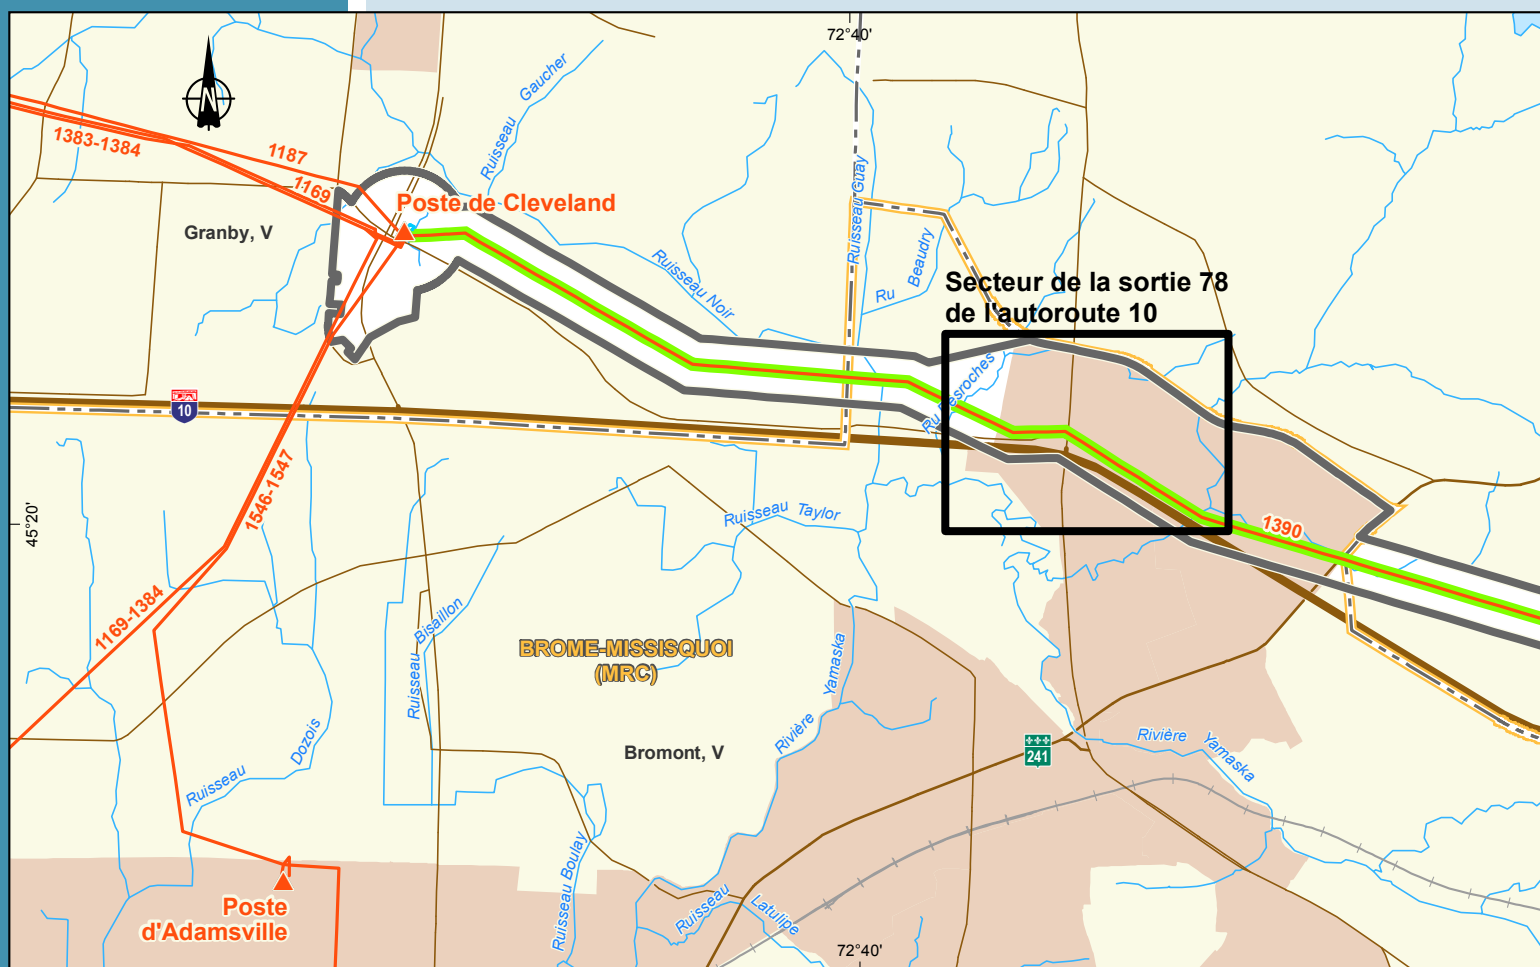 72°40'
N
Ruisseau Gaucher
1383-1384
1187
1169
Poste de Cleveland
Granby, V
Ruisseau Guay
Ru Beaudry
Ruisseau Noir
Secteur de la sortie 78
de l'autoroute 10
Ru Desroches
10
1546-1547
45°20'
Ruisseau Taylor
1390
1169-1384
Ruisseau Bisaillon
BROME-MISSISQUOI
(MRC)
Rivière Yamaska
Bromont, V
241
Rivière Yamaska
Ruisseau Dozois
Ruisseau Boulay
Ruisseau Latulipe
Poste
d'Adamsville
72°40'